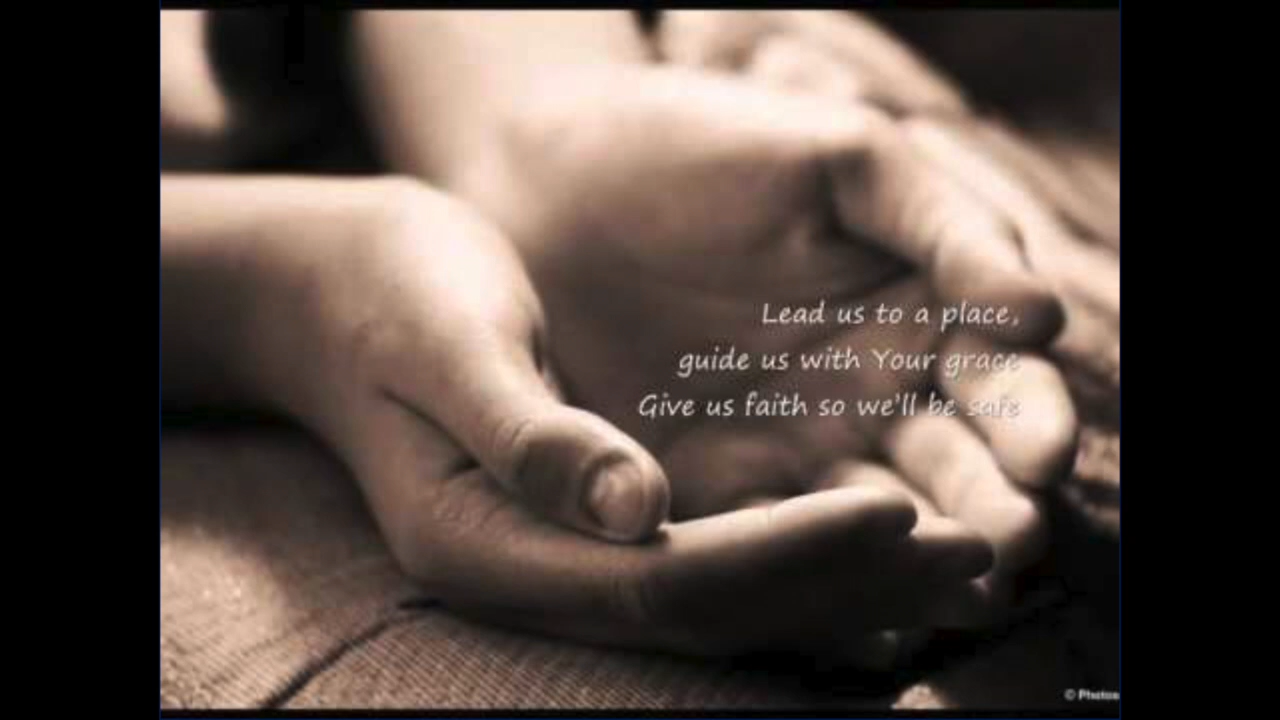 Lead us to a place,
guide us with Your grace
Give us faith so we'll be safe
© Photos